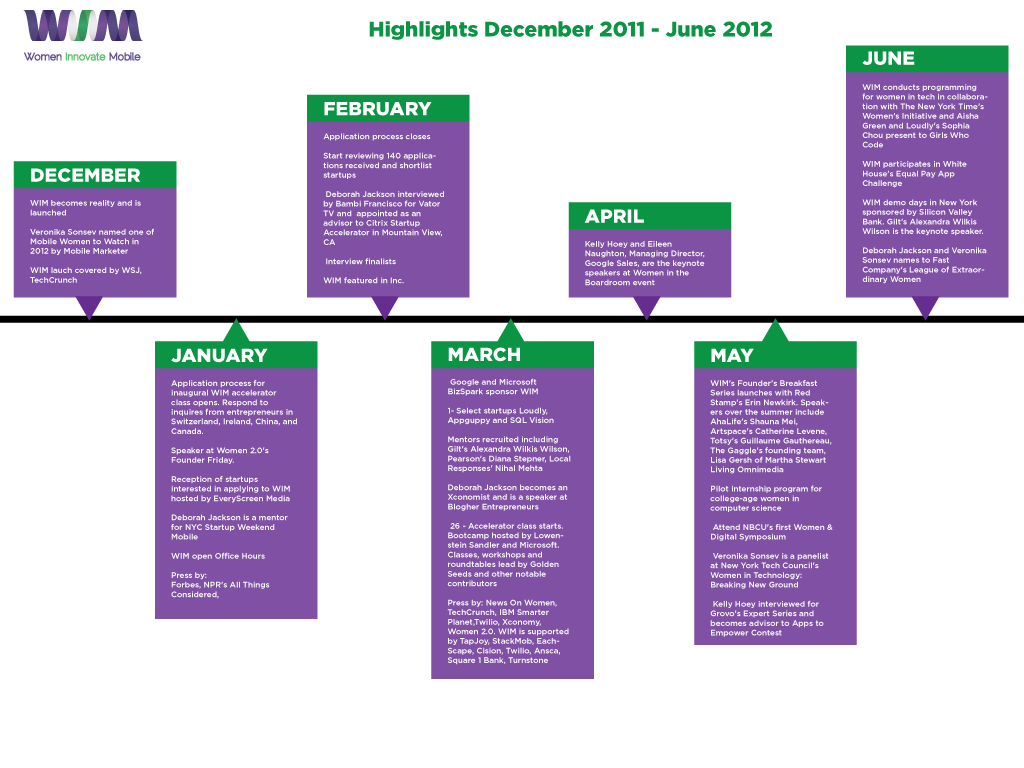 WIM
Women Innovate Mobile
Highlights December 2011 - June 2012
DECEMBER
WIM becomes reality and is
launched
Veronika Sonsev named one of
Mobile Women to Watch in
2012 by Mobile Marketer
WIM lauch covered by WSJ,
TechCrunch
JANUARY
Application process for
inaugural WIM accelerator
class opens. Respond to
inquires from entrepreneurs in
Switzerland, Ireland, China, and
Canada.
Speaker at Women 2.0's
Founder Friday.
Reception of startups
interested in applying to WIM
hosted by EveryScreen Media
Deborah Jackson is a mentor
for NYC Startup Weekend
Mobile
WIM open Office Hours
Press by:
Forbes, NPR's All Things
Considered,
FEBRUARY
Application process closes
Start reviewing 140 applica-
tions received and shortlist
startups
Deborah Jackson interviewed
by Bambi Francisco for Vator
TV and appointed as an
advisor to Citrix Startup
Accelerator in Mountain View,
CA
Interview finalists
WIM featured in Inc.
MARCH
Google and Microsoft
BizSpark sponsor WIM
1- Select startups Loudly,
Appguppy and SQL Vision
Mentors recruited including
Gilt's Alexandra Wilkis Wilson,
Pearson's Diana Stepner, Local
Responses' Nihal Mehta
Deborah Jackson becomes an
Xconomist and is a speaker at
Blogher Entrepreneurs
26 - Accelerator class starts.
Bootcamp hosted by Lowen-
stein Sandler and Microsoft.
Classes, workshops and
roundtables lead by Golden
Seeds and other notable
contributors
Press by: News On Women,
TechCrunch, IBM Smarter
Planet,Twilio, Xconomy,
Women 2.0. WIM is supported
by TapJoy, StackMob, Each-
Scape, Cision, Twilio, Ansca,
Square 1 Bank, Turnstone
APRIL
Kelly Hoey and Eileen
Naughton, Managing Director,
Google Sales, are the keynote
speakers at Women in the
Boardroom event
MAY
WIM's Founder's Breakfast
Series launches with Red
Stamp's Erin Newkirk. Speak-
ers over the summer include
AhaLife's Shauna Mei,
Artspace's Catherine Levene,
Totsy's Guillaume Gauthereau,
The Gaggle's founding team,
Lisa Gersh of Martha Stewart
Living Omnimedia
Pilot internship program for
college-age women in
computer science
Attend NBCU's first Women &
Digital Symposium
Veronika Sonsev is a panelist
at New York Tech Council's
Women in Technology:
Breaking New Ground
Kelly Hoey interviewed for
Grovo's Expert Series and
becomes advisor to Apps to
Empower Contest
JUNE
WIM conducts programming
for women in tech in collabora-
tion with The New York Time's
Women's Initiative and Aisha
Green and Loudly's Sophia
Chou present to Girls Who
Code
WIM participates in White
House's Equal Pay App
Challenge
WIM demo days in New York
sponsored by Silicon Valley
Bank. Gilt's Alexandra Wilkis
Wilson is the keynote speaker.
Deborah Jackson and Veronika
Sonsev names to Fast
Company's League of Extraor-
dinary Women